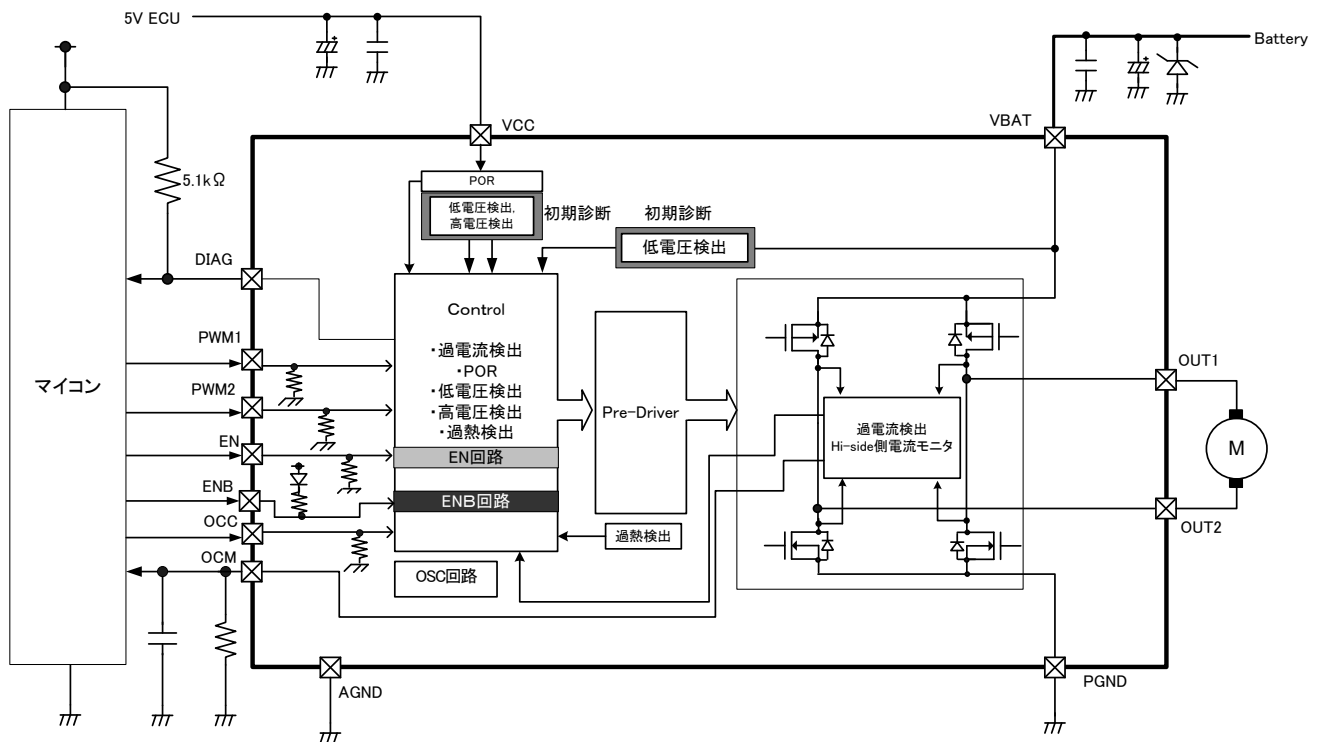 5V ECU
Battery
VCC
VBAT
5.1kΩ
POR
低電圧検出,
高電圧検出
初期診断
初期診断
低電圧検出
DIAG
Control
・過電流検出
・POR
・低電圧検出
・高電圧検出
・過熱検出
EN回路
ENB回路
Pre-Driver
過電流検出
Hi-side側電流モニタ
マイコン
PWM1
PWM2
EN
ENB
OCC
OCM
OUT1
M
OUT2
過熱検出
OSC回路
AGND
PGND